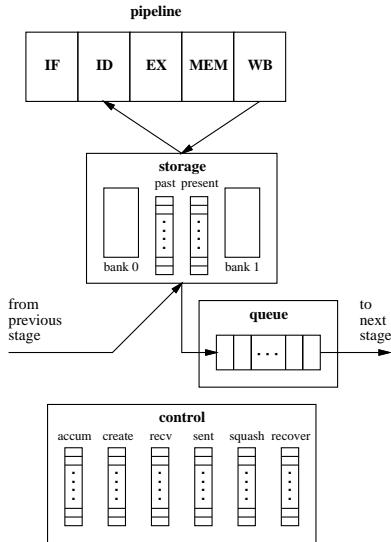 pipeline
IF ID EX MEM WB
storage
past present
bank 0 bank 1
from
previous
stage
to
next
stage
queue
control
accum create recv sent squash recover